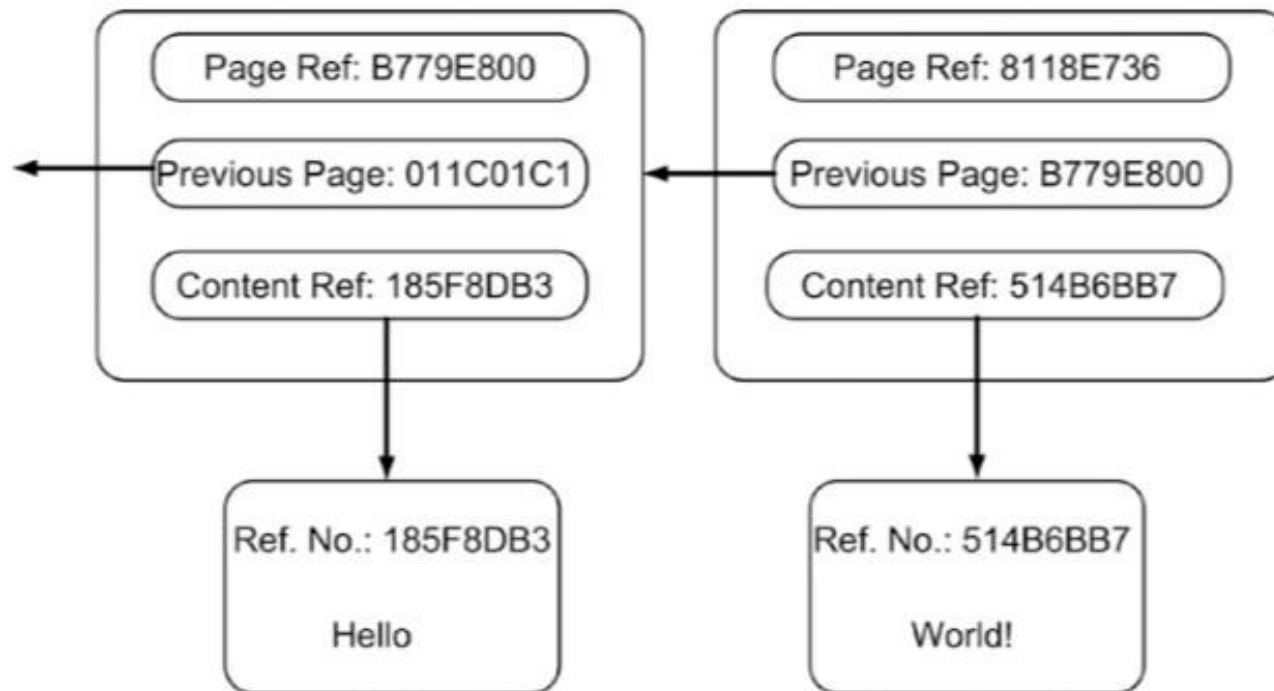 Page Ref: B779E800
Previous Page: 011C01C1
Content Ref: 185F8DB3
Ref. No.: 185F8DB3
Hello
Page Ref: 8118E736
Previous Page: B779E800
Content Ref: 514B6BB7
Ref. No.: 514B6BB7
World!